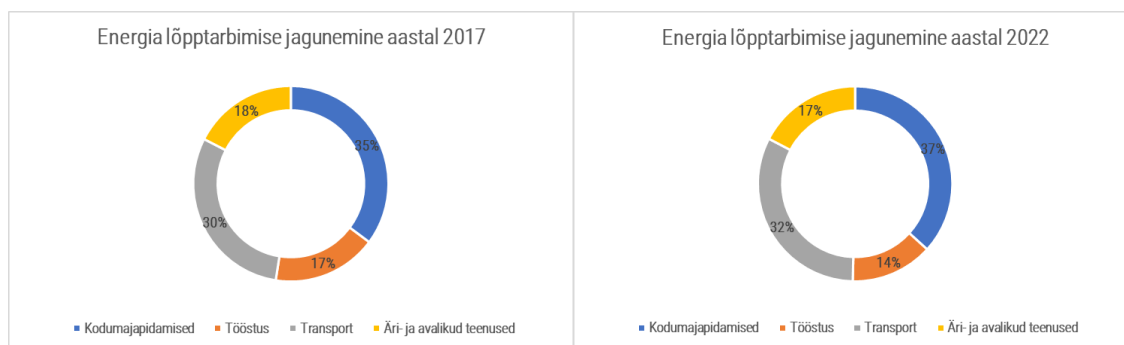 Energia lõpptarbimise jagunemine aastal 2017
18%
35%
30%
17%
Kodumajapidamised Tööstus Transport Äri- ja avalikud teenused
Energia lõpptarbimise jagunemine aastal 2022
17%
37%
32%
14%
Kodumajapidamised Tööstus Transport Äri- ja avalikud teenused